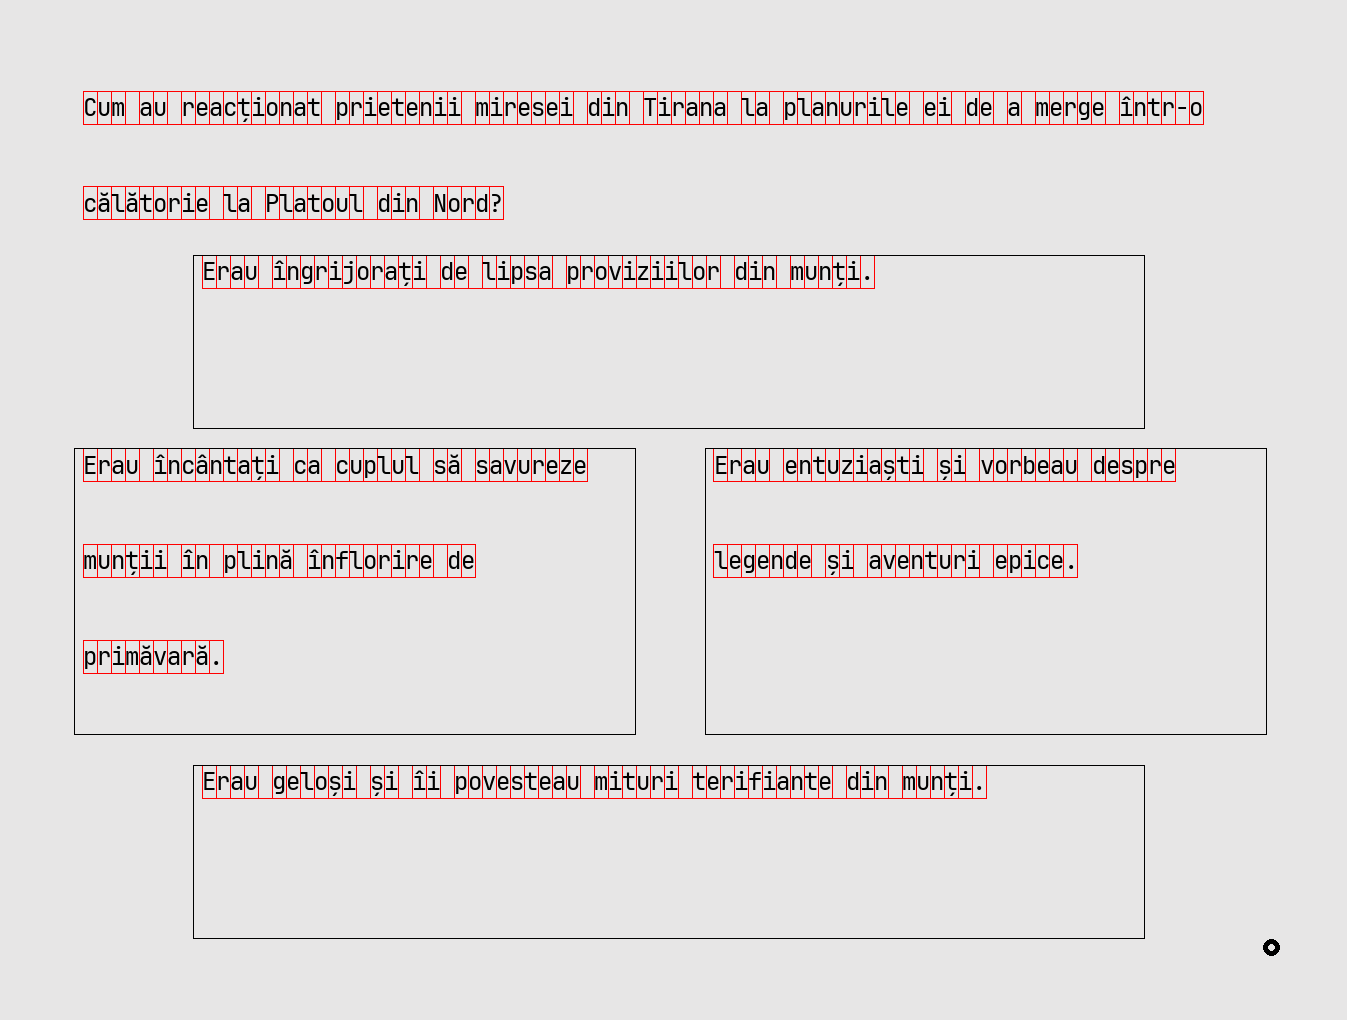 Cum au reacționat prietenii miresei din Tirana la planurile ei de a merge într-o
călătorie la Platoul din Nord?
Erau îngrijorați de lipsa proviziilor din munți.
Erau încântați ca cuplul să savureze
munții în plină înflorire de
primăvară.
Erau entuziaști și vorbeau despre
legende și aventuri epice.
Erau geloși și îi povesteau mituri terifiante din munți.